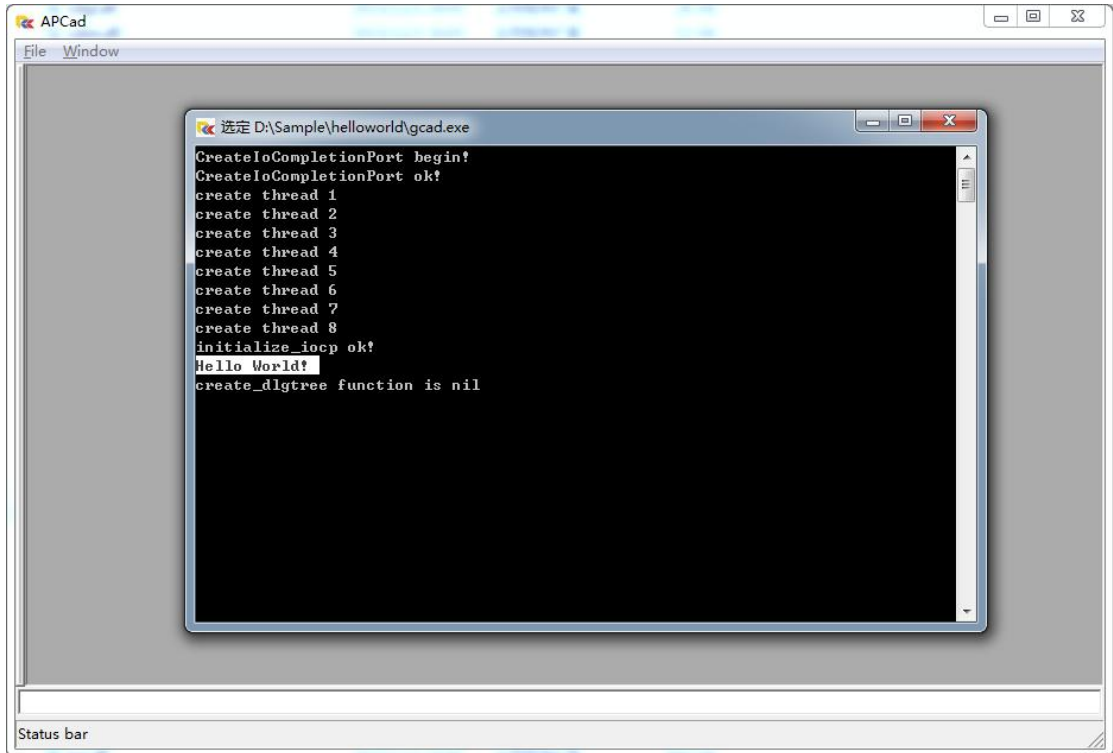 APCad
File Window
选定 D:\Sample\helloworld\gcad.exe
CreateIoCompletionPort begin!
CreateIoCompletionPort ok!
create thread 1
create thread 2
create thread 3
create thread 4
create thread 5
create thread 6
create thread 7
create thread 8
initialize_iocp ok!
Hello World!
create_dlgtree function is nil
Status bar